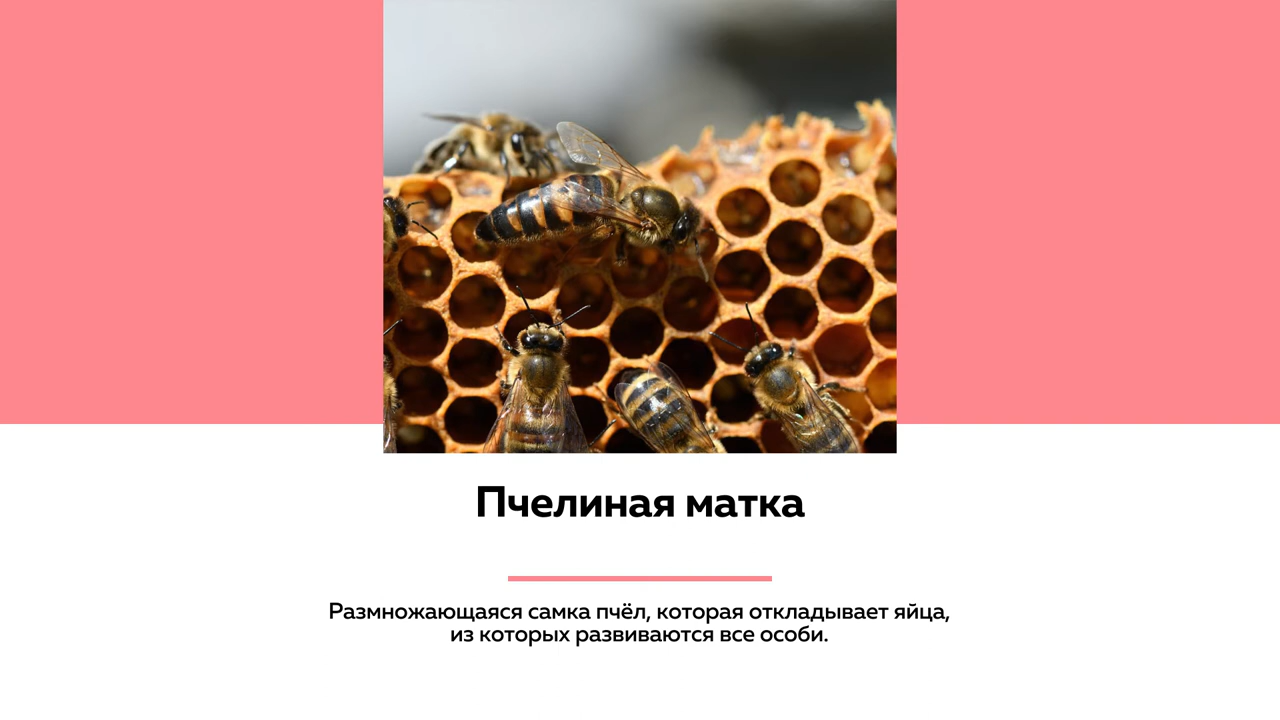 Пчелиная матка
Размножающаяся самка пчёл, которая откладывает яйца,
из которых развиваются все особи.